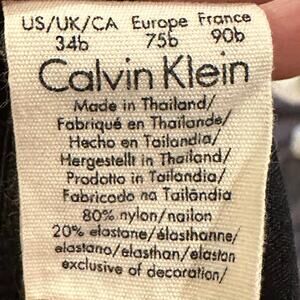 US/UK/CA Europe France
34b 75b 90b
Calvin Klein
Made in Thailand/
Fabriqué en Thaïlande/
Hecho en Tailandia/
Hergestellt in Thailand/
Prodotto in Tailandia/
Fabricado na Tailândia
80% nylon/nailon
20% elastane/élasthanne/
elastano/elasthan/elastan
exclusive of decoration/